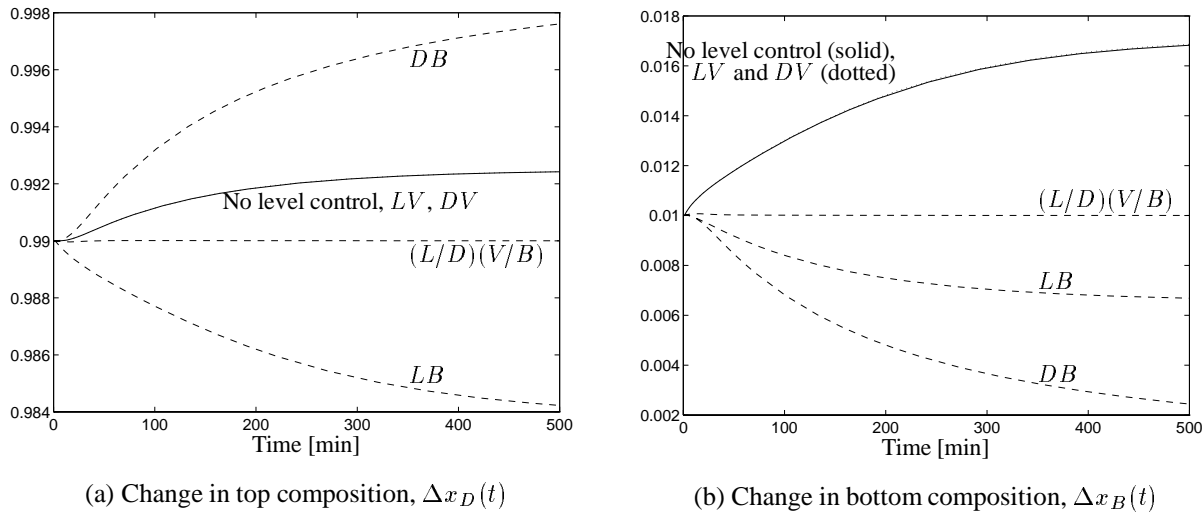 0.998
0.996
0.994
0.992
0.99
0.988
0.986
0.984
0 100 200 300 400 500
DB
No level control, LV, DV
(L/D)(V/B)
LB
Time [min]
(a) Change in top composition, Δx_D(t)
0.018
0.016
0.014
0.012
0.01
0.008
0.006
0.004
0.002
0 100 200 300 400 500
No level control (solid),
LV and DV (dotted)
(L/D)(V/B)
LB
DB
Time [min]
(b) Change in bottom composition, Δx_B(t)